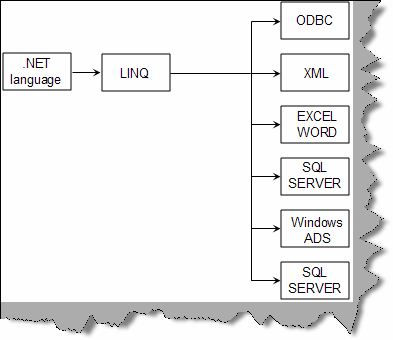 .NET
language
LINQ
ODBC
XML
EXCEL
WORD
SQL
SERVER
Windows
ADS
SQL
SERVER